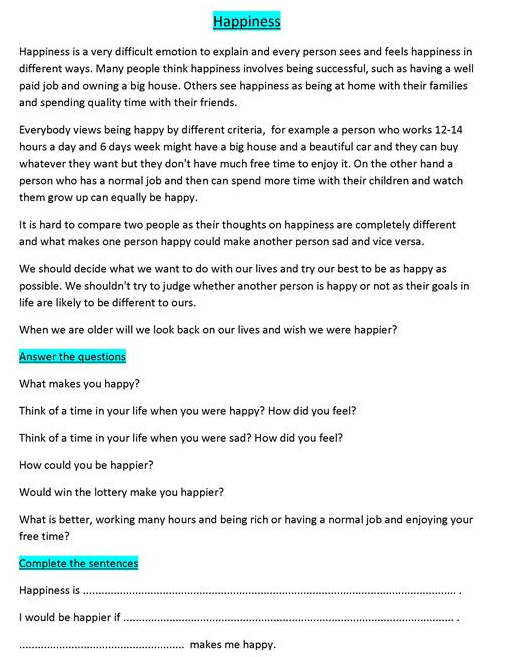 Happiness
Happiness is a very difficult emotion to explain and every person sees and feels happiness in
different ways. Many people think happiness involves being successful, such as having a well
paid job and owning a big house. Others see happiness as being at home with their families
and spending quality time with their friends.
Everybody views being happy by different criteria,  for example a person who works 12-14
hours a day and 6 days week might have a big house and a beautiful car and they can buy
whatever they want but they don't have much free time to enjoy it. On the other hand a
person who has a normal job and then can spend more time with their children and watch
them grow up can equally be happy.
It is hard to compare two people as their thoughts on happiness are completely different
and what makes one person happy could make another person sad and vice versa.
We should decide what we want to do with our lives and try our best to be as happy as
possible. We shouldn't try to judge whether another person is happy or not as their goals in
life are likely to be different to ours.
When we are older will we look back on our lives and wish we were happier?
Answer the questions
What makes you happy?
Think of a time in your life when you were happy? How did you feel?
Think of a time in your life when you were sad? How did you feel?
How could you be happier?
Would win the lottery make you happier?
What is better, working many hours and being rich or having a normal job and enjoying your
free time?
Complete the sentences
Happiness is ........................................................................................................................ .
I would be happier if .......................................................................................................... .
..................................................... makes me happy.